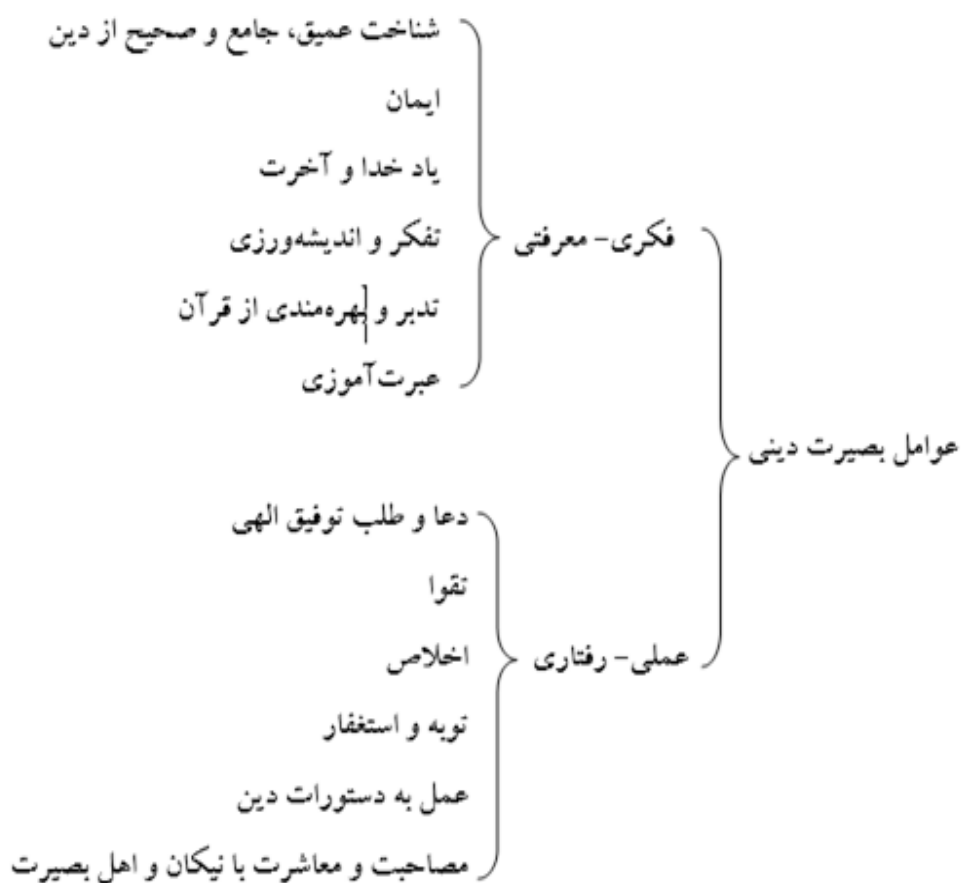 شناخت عمیق، جامع و صحیح از دین
ایمان
یاد خدا و آخرت
فکری- معرفتی
تفکر و اندیشه‌ورزی
تدبر و بهره‌مندی از قرآن
عبرت‌آموزی
عوامل بصیرت دینی
دعا و طلب توفیق الهی
تقوا
عملی- رفتاری
اخلاص
توبه و استغفار
عمل به دستورات دین
مصاحبت و معاشرت با نیکان و اهل بصیرت